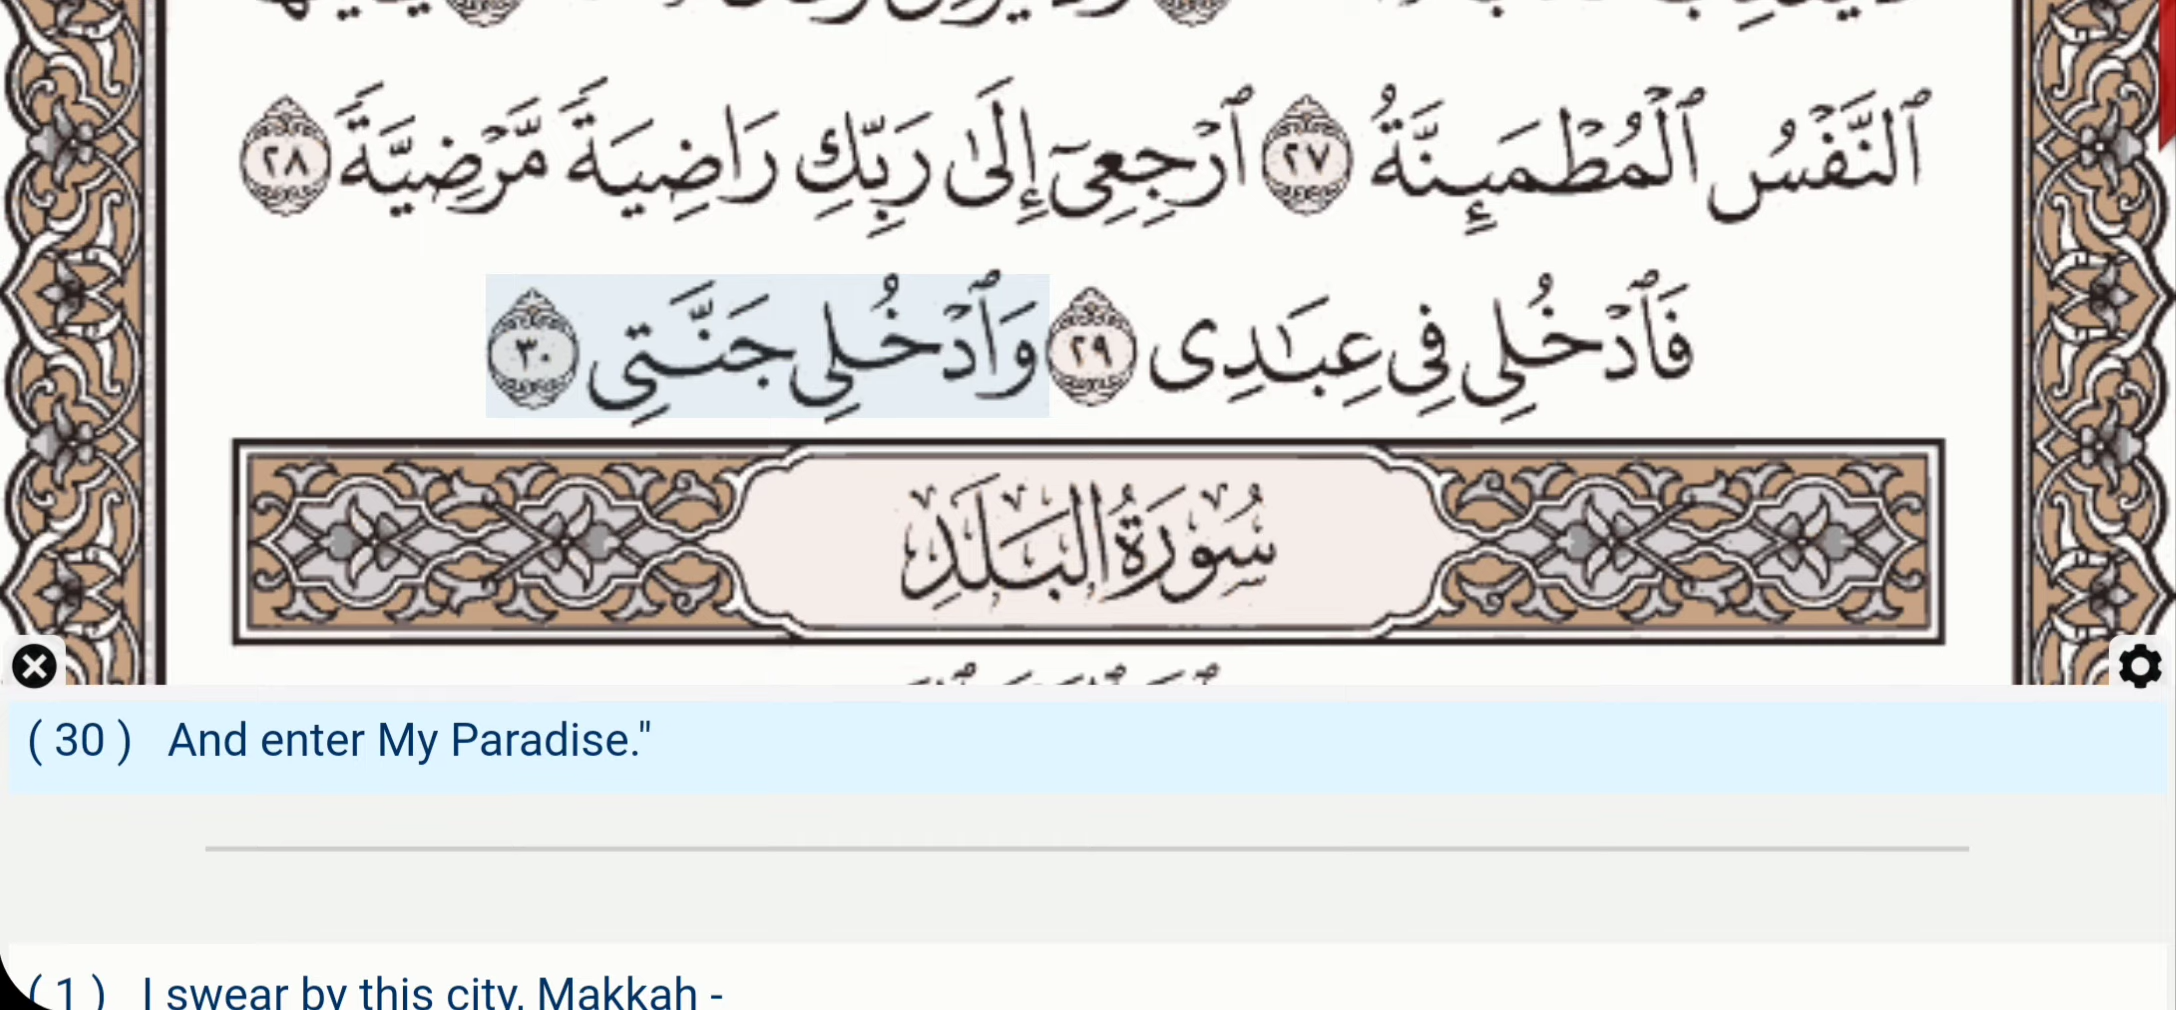 ٱلنَّفْسُ ٱلْمُطْمَئِنَّةُ ٢٧ ٱرْجِعِىٓ إِلَىٰ رَبِّكِ رَاضِيَةً مَّرْضِيَّةً ٢٨
فَٱدْخُلِى فِى عِبَـٰدِى ٢٩ وَٱدْخُلِى جَنَّتِى ٣٠
سُورَةُ البَلَدِ
( 30 ) And enter My Paradise."
( 1 ) I swear by this city, Makkah -